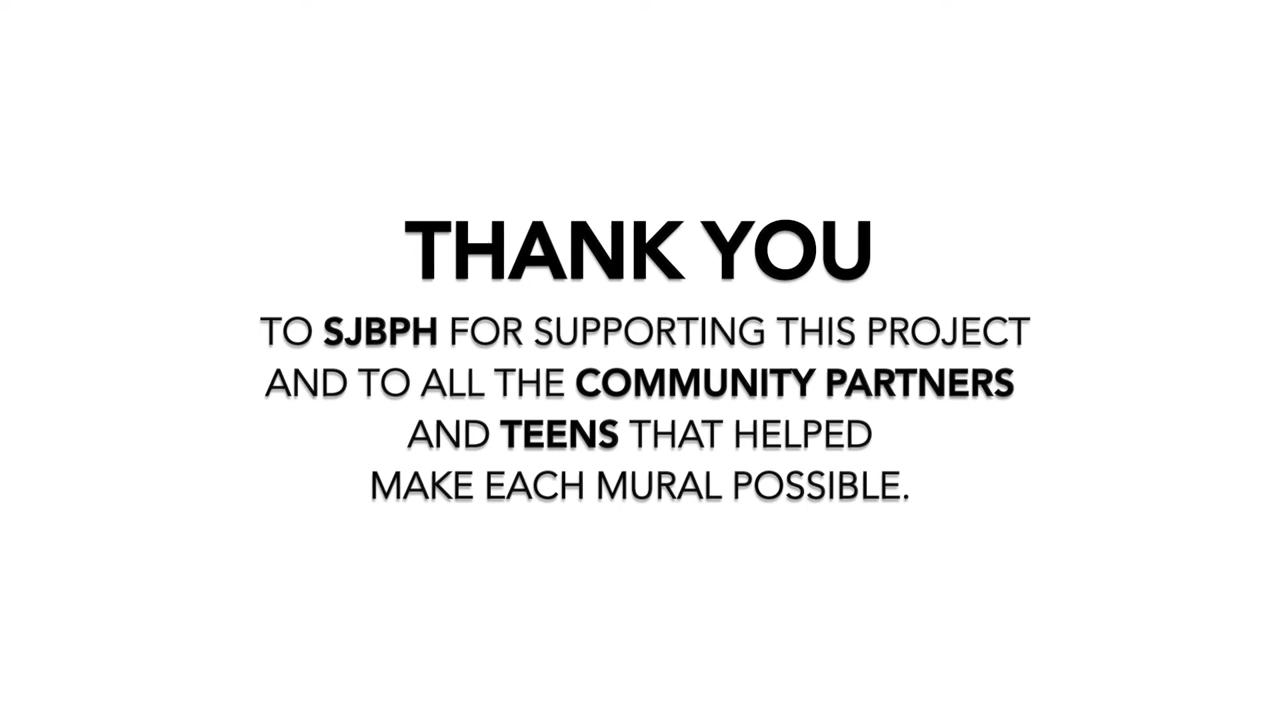 THANK YOU
TO SJBPH FOR SUPPORTING THIS PROJECT
AND TO ALL THE COMMUNITY PARTNERS
AND TEENS THAT HELPED
MAKE EACH MURAL POSSIBLE.